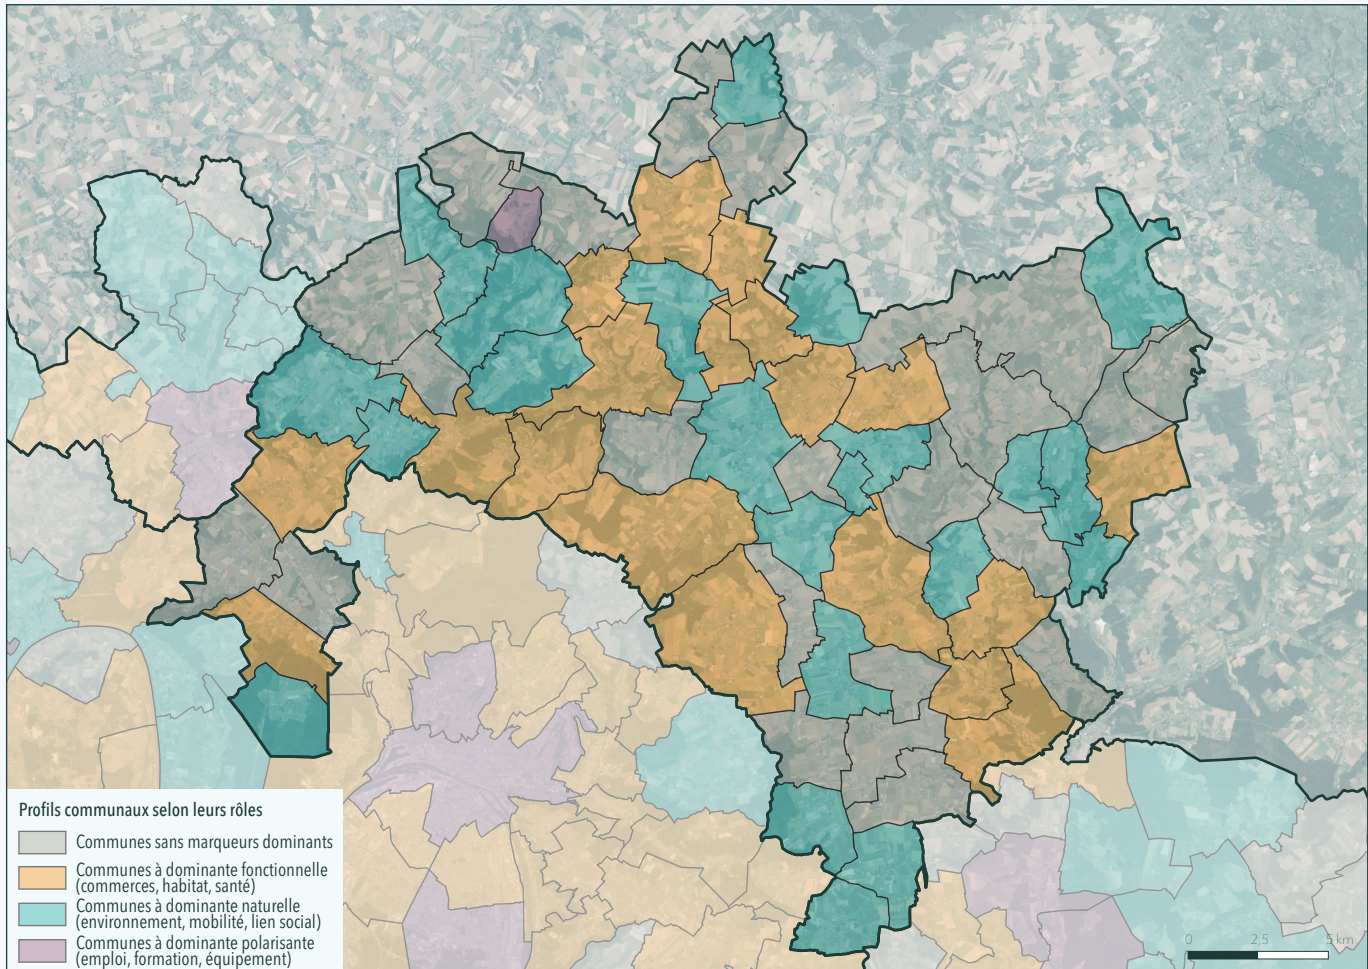 Profils communaux selon leurs rôles
Communes sans marqueurs dominants
Communes à dominante fonctionnelle
(commerces, habitat, santé)
Communes à dominante naturelle
(environnement, mobilité, lien social)
Communes à dominante polarisante
(emploi, formation, équipement)
0 2,5 5 km